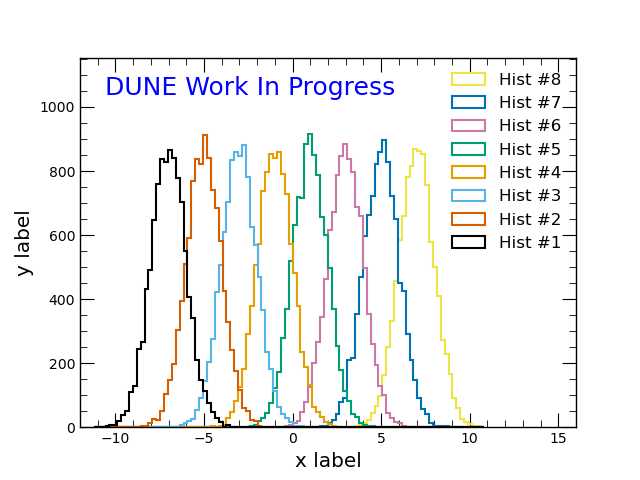 DUNE Work In Progress
Hist #8
Hist #7
Hist #6
Hist #5
Hist #4
Hist #3
Hist #2
Hist #1
y label
1000
800
600
400
200
0
−10
−5
0
5
10
15
x label